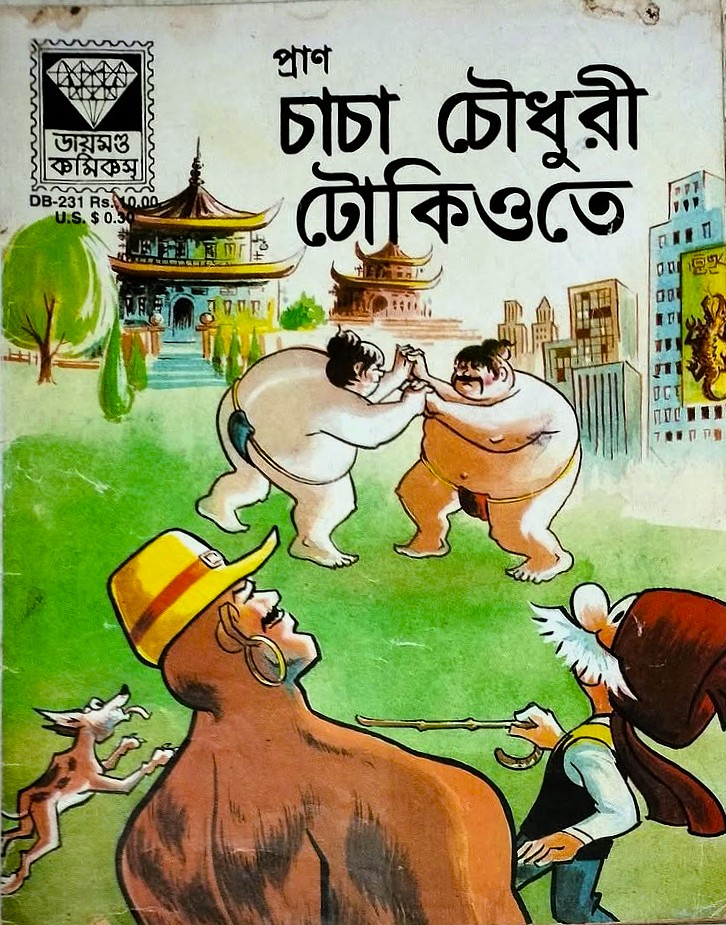 প্রাণ
চাচা চৌধুরী
টোকিওতে
ডায়মণ্ড
কমিকস্
DB-231 Rs. 10.00
U.S. $ 0.30